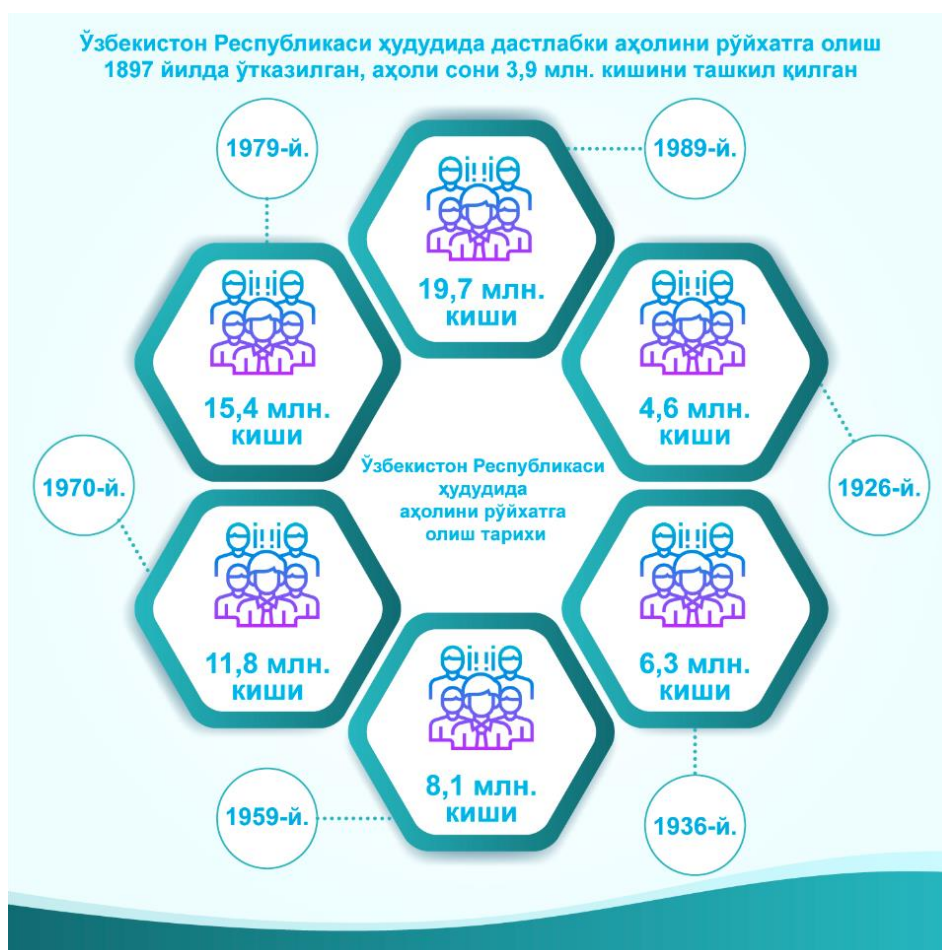 Ўзбекистон Республикаси ҳудудида дастлабки аҳолини рўйхатга олиш
1897 йилда ўтказилган, аҳоли сони 3,9 млн. кишини ташкил қилган
1979-й.
1989-й.
19,7 млн.
киши
15,4 млн.
киши
4,6 млн.
киши
Ўзбекистон Республикаси
ҳудудида
аҳолини рўйхатга
олиш тарихи
1970-й.
1926-й.
11,8 млн.
киши
6,3 млн.
киши
8,1 млн.
киши
1959-й.
1936-й.